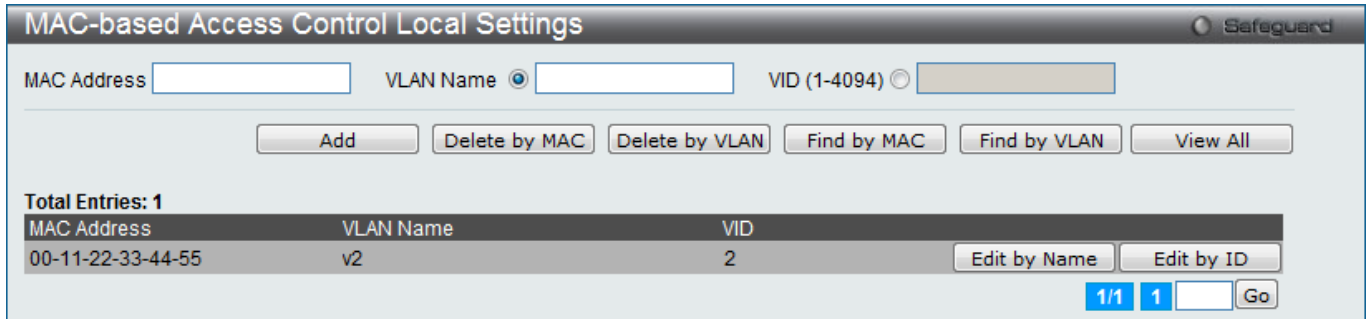 MAC-based Access Control Local Settings Safeguard
MAC Address VLAN Name VID (1-4094)
Add Delete by MAC Delete by VLAN Find by MAC Find by VLAN View All
Total Entries: 1
MAC Address VLAN Name VID
00-11-22-33-44-55 v2 2 Edit by Name Edit by ID
1/1 1 Go